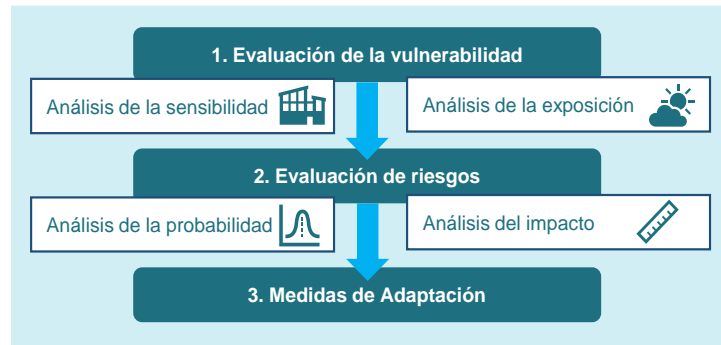 1. Evaluación de la vulnerabilidad
Análisis de la sensibilidad
Análisis de la exposición
2. Evaluación de riesgos
Análisis de la probabilidad
Análisis del impacto
3. Medidas de Adaptación